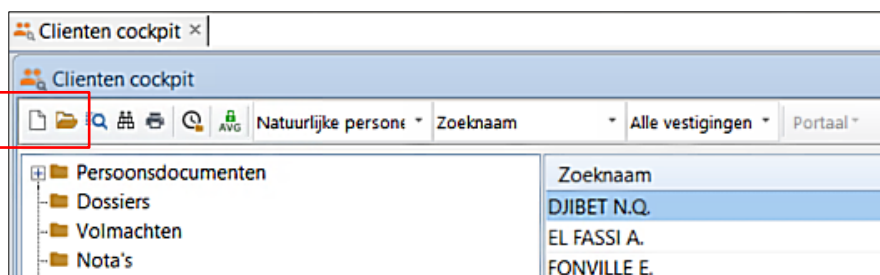 Clienten cockpit ×
Clienten cockpit
AVG Natuurlijke persone Zoeknaam Alle vestigingen Portaal
Persoonsdocumenten
Dossiers
Volmachten
Nota's
Zoeknaam
DJIBET N.Q.
EL FASSI A.
FONVILLE E.